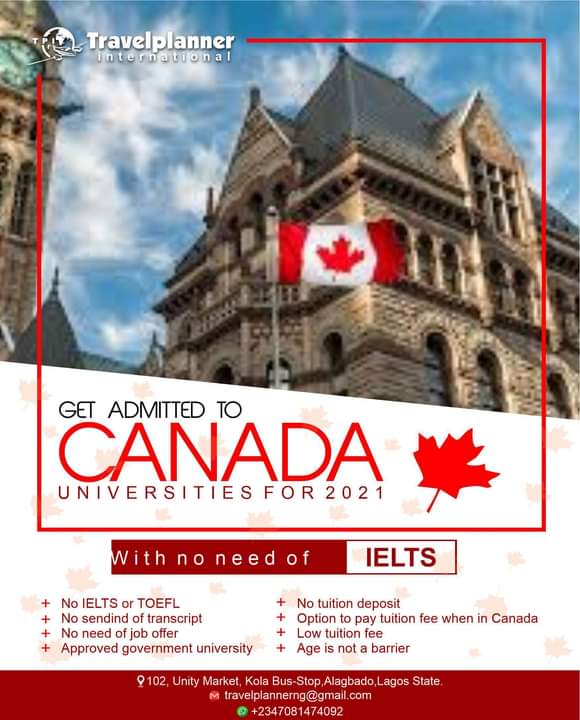 Travelplanner
international
GET ADMITTED TO
CANADA
UNIVERSITIES FOR 2021
With no need of IELTS
+ No IELTS or TOEFL
+ No sendind of transcript
+ No need of job offer
+ Approved government university
+ No tuition deposit
+ Option to pay tuition fee when in Canada
+ Low tuition fee
+ Age is not a barrier
102, Unity Market, Kola Bus-Stop,Alagbado,Lagos State.
travelplannerng@gmail.com
+2347081474092